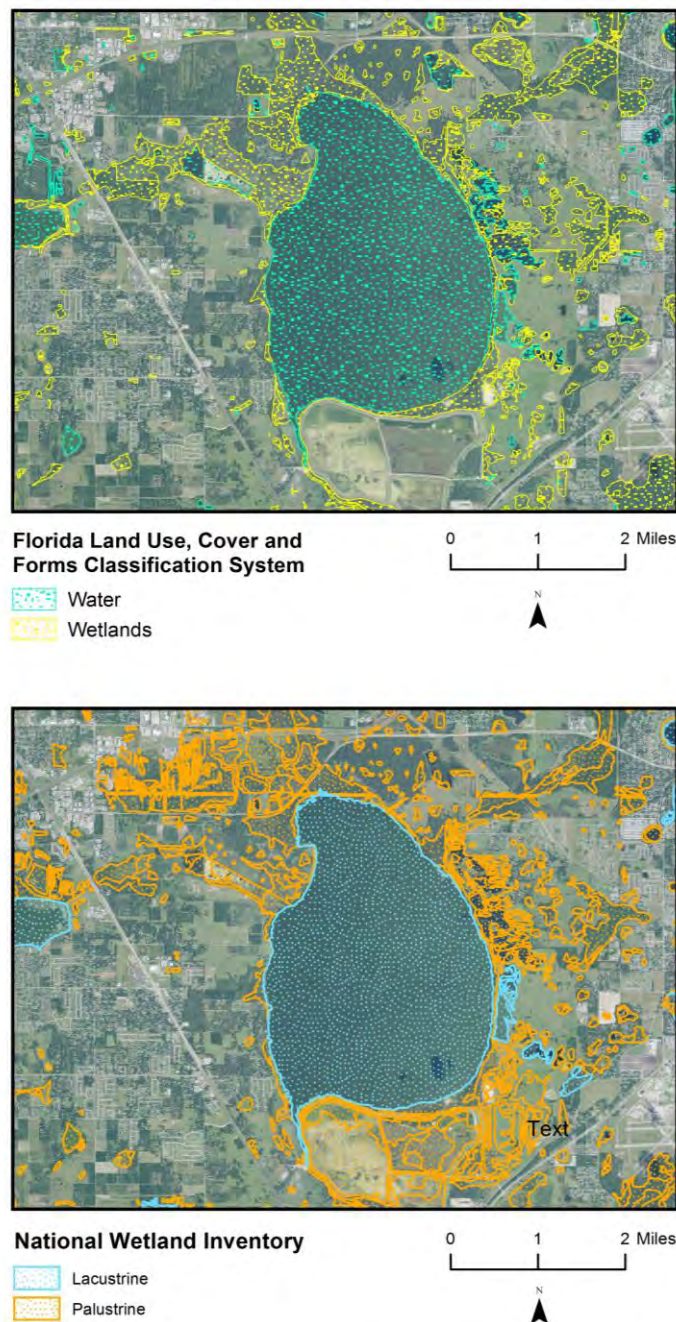 Florida Land Use, Cover and
Forms Classification System
Water
Wetlands
0 1 2 Miles
N
Text
National Wetland Inventory
Lacustrine
Palustrine
0 1 2 Miles
N